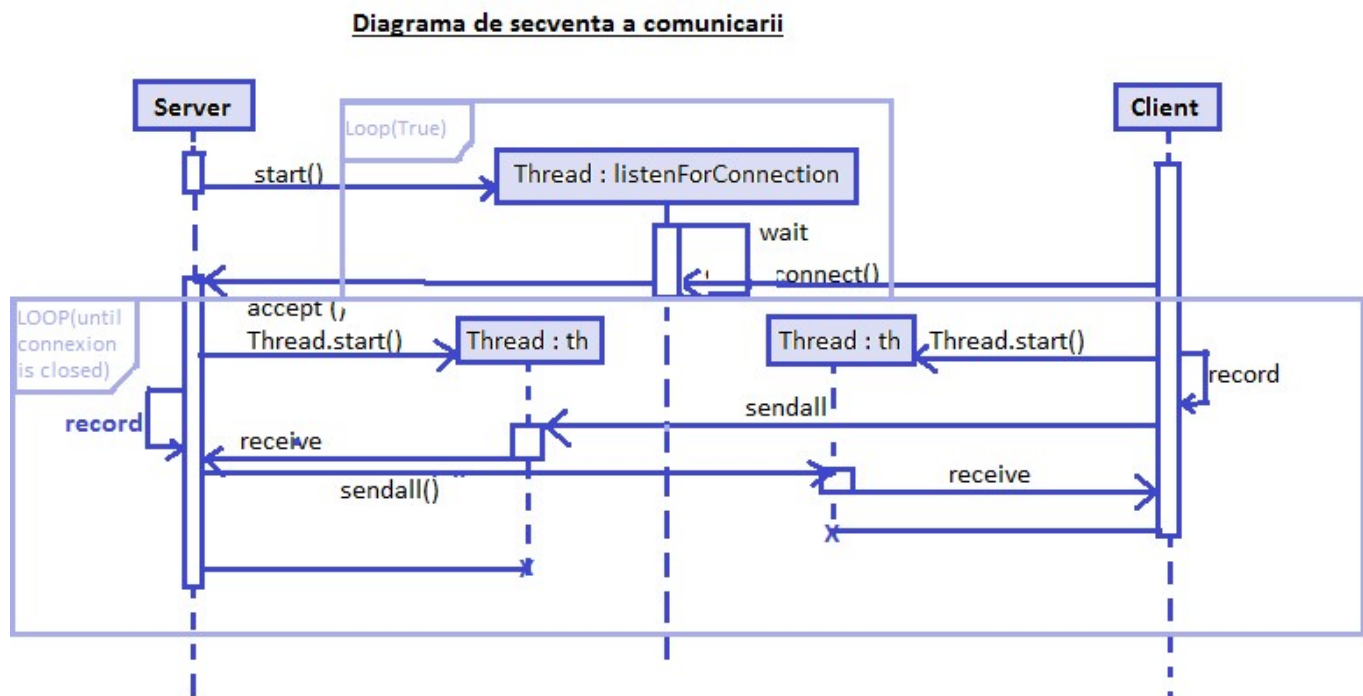 Diagrama de secventa a comunicarii
Server
Client
Loop(True)
start()
Thread : listenForConnection
wait
connect()
accept ()
LOOP(until
connexion
is closed)
Thread.start()
Thread : th
Thread : th
Thread.start()
record
record
sendall
receive
sendall()
receive
x
x